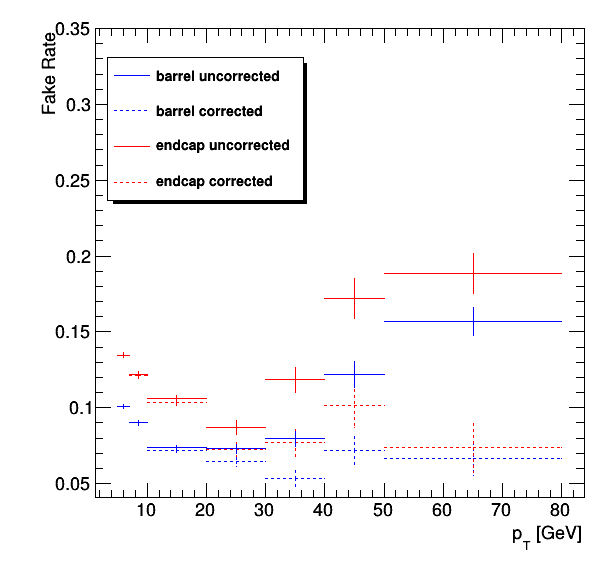 Fake Rate
0.35
0.3
0.25
0.2
0.15
0.1
0.05
barrel uncorrected
barrel corrected
endcap uncorrected
endcap corrected
10 20 30 40 50 60 70 80
p_T [GeV]